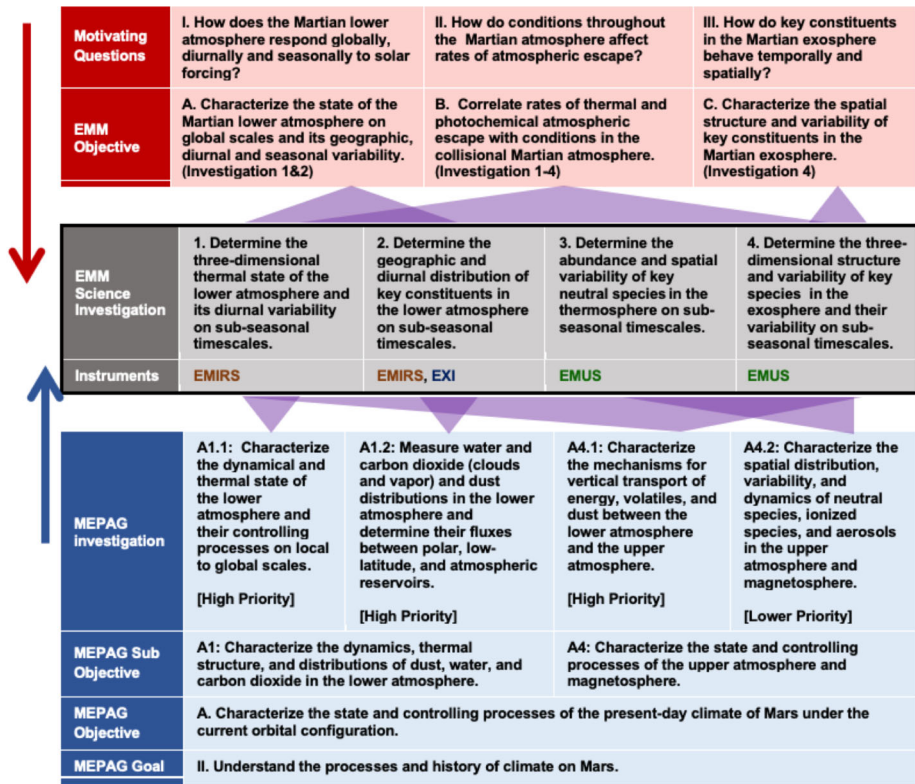 Motivating
Questions
I. How does the Martian lower
atmosphere respond globally,
diurnally and seasonally to solar
forcing?
II. How do conditions throughout
the Martian atmosphere affect
rates of atmospheric escape?
III. How do key constituents
in the Martian exosphere
behave temporally and
spatially?
EMM
Objective
A. Characterize the state of the
Martian lower atmosphere on
global scales and its geographic,
diurnal and seasonal variability.
(Investigation 1&2)
B. Correlate rates of thermal and
photochemical atmospheric
escape with conditions in the
collisional Martian atmosphere.
(Investigation 1-4)
C. Characterize the spatial
structure and variability of
key constituents in the
Martian exosphere.
(Investigation 4)
EMM
Science
Investigation
1. Determine the
three-dimensional
thermal state of the
lower atmosphere and
its diurnal variability
on sub-seasonal
timescales.
2. Determine the
geographic and
diurnal distribution of
key constituents in
the lower atmosphere
on sub-seasonal
timescales.
3. Determine the
abundance and spatial
variability of key
neutral species in the
thermosphere on sub-
seasonal timescales.
4. Determine the three-
dimensional structure
and variability of key
species in the
exosphere and their
variability on sub-
seasonal timescales.
Instruments
EMIRS
EMIRS, EXI
EMUS
EMUS
MEPAG
investigation
A1.1: Characterize
the dynamical and
thermal state of
the lower
atmosphere and
their controlling
processes on local
to global scales.
[High Priority]
A1.2: Measure water and
carbon dioxide (clouds
and vapor) and dust
distributions in the lower
atmosphere and
determine their fluxes
between polar, low-
latitude, and atmospheric
reservoirs.
[High Priority]
A4.1: Characterize
the mechanisms for
vertical transport of
energy, volatiles, and
dust between the
lower atmosphere
and the upper
atmosphere.
[High Priority]
A4.2: Characterize the
spatial distribution,
variability, and
dynamics of neutral
species, ionized
species, and aerosols
in the upper
atmosphere and
magnetosphere.
[Lower Priority]
MEPAG Sub
Objective
A1: Characterize the dynamics, thermal
structure, and distributions of dust, water, and
carbon dioxide in the lower atmosphere.
A4: Characterize the state and controlling
processes of the upper atmosphere and
magnetosphere.
MEPAG
Objective
A. Characterize the state and controlling processes of the present-day climate of Mars under the
current orbital configuration.
MEPAG Goal
II. Understand the processes and history of climate on Mars.